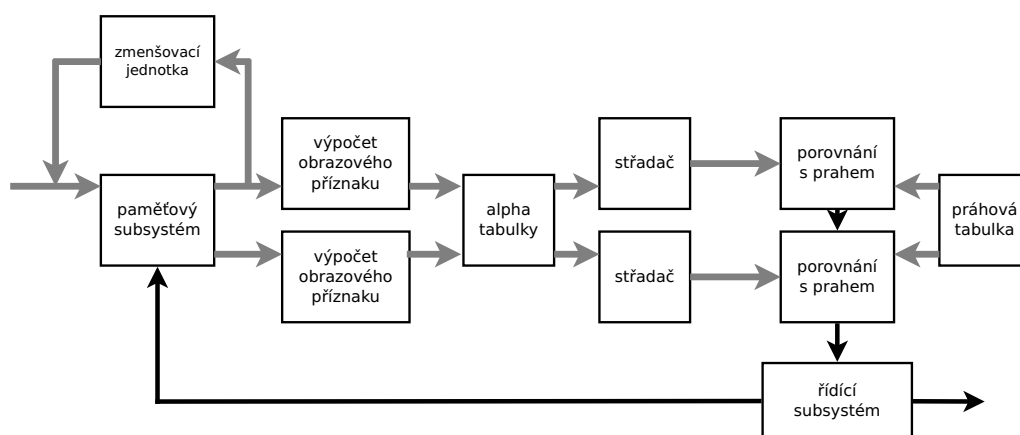 zmenšovací
jednotka
paměťový
subsystém
výpočet
obrazového
příznaku
výpočet
obrazového
příznaku
alpha
tabulky
střadač
střadač
porovnání
s prahem
porovnání
s prahem
práhová
tabulka
řídící
subsystém